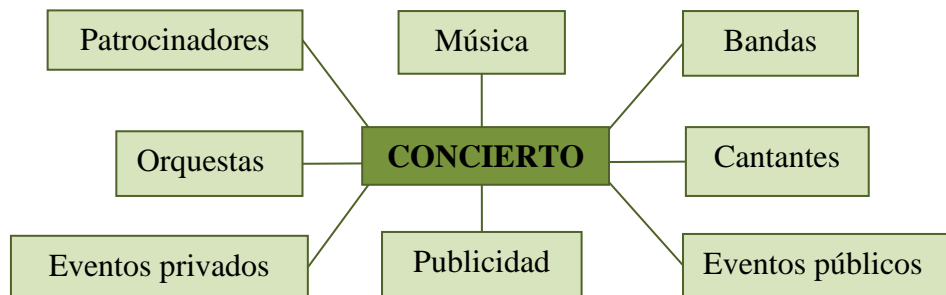 Patrocinadores
Música
Bandas
Orquestas
CONCIERTO
Cantantes
Eventos privados
Publicidad
Eventos públicos